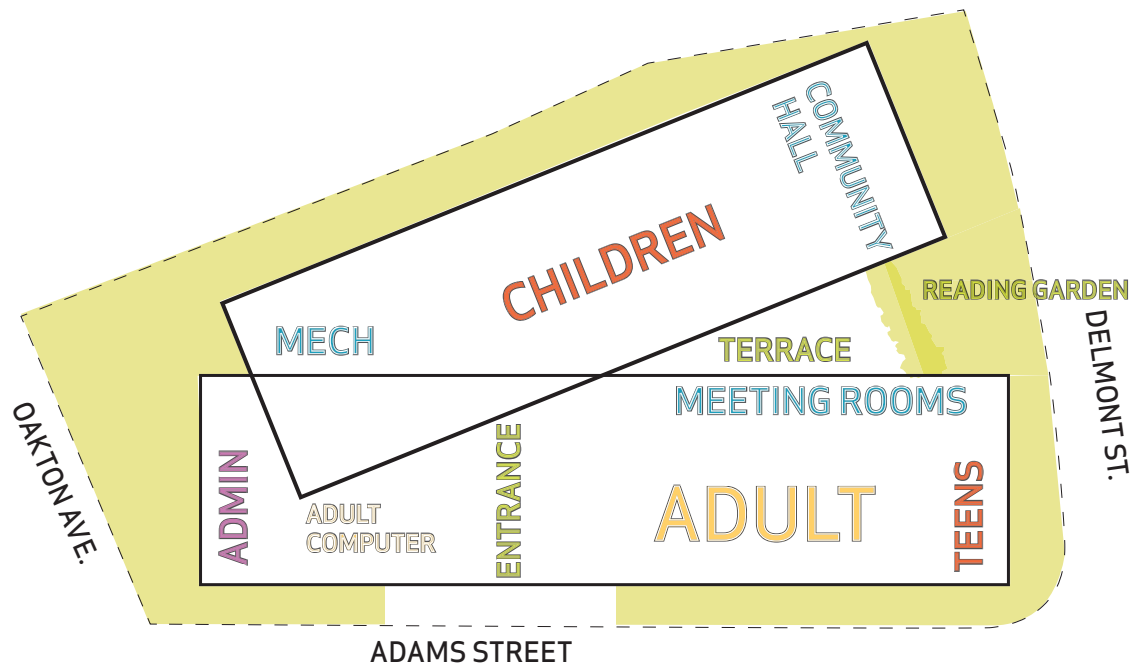 COMMUNITY
HALL
CHILDREN
READING GARDEN
MECH
TERRACE
DELMONT ST.
MEETING ROOMS
OAKTON AVE.
ADMIN
ENTRANCE
ADULT
COMPUTER
ADULT
TEENS
ADAMS STREET